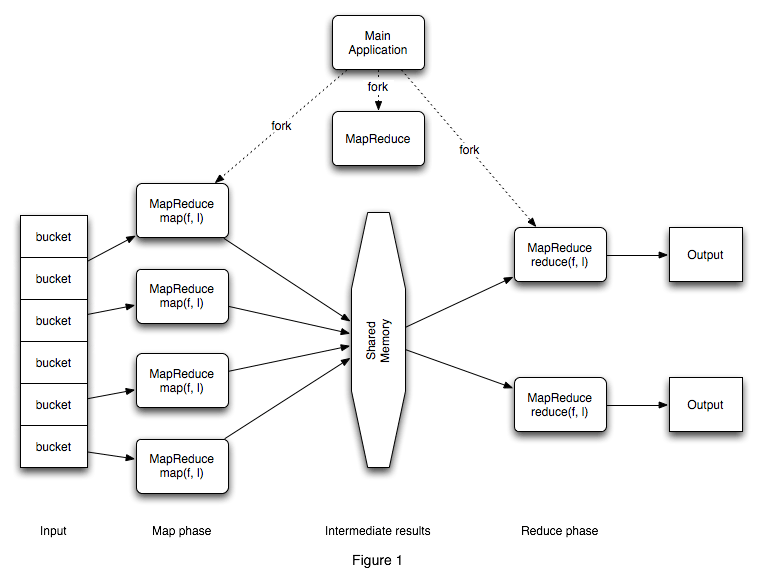 Main
Application
fork
MapReduce
fork
fork
MapReduce
map(f, l)
bucket
bucket
bucket
bucket
bucket
bucket
MapReduce
map(f, l)
MapReduce
map(f, l)
MapReduce
map(f, l)
Shared
Memory
MapReduce
reduce(f, l)
Output
MapReduce
reduce(f, l)
Output
Input
Map phase
Intermediate results
Reduce phase
Figure 1